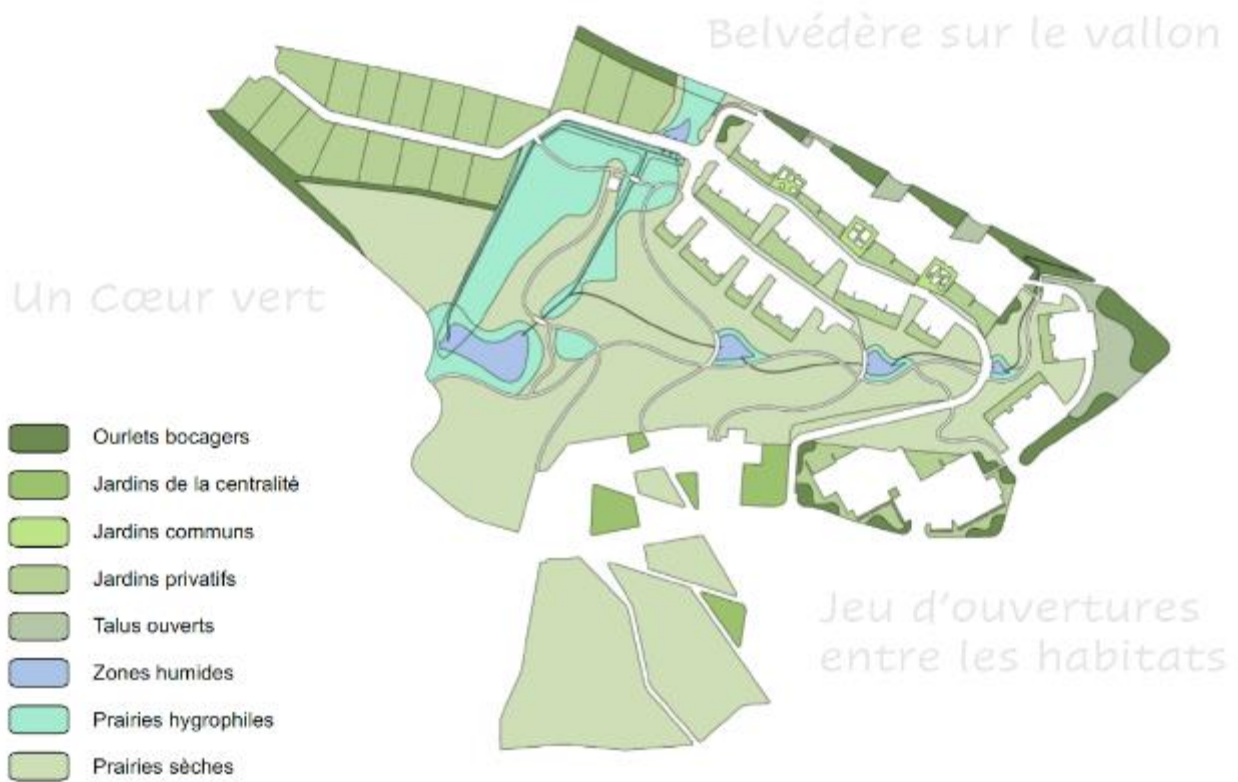 Belvédère sur le vallon
Un Cœur vert
Ourlets bocagers
Jardins de la centralité
Jardins communs
Jardins privatifs
Talus ouverts
Zones humides
Prairies hygrophiles
Prairies sèches
Jeu d'ouvertures
entre les habitats